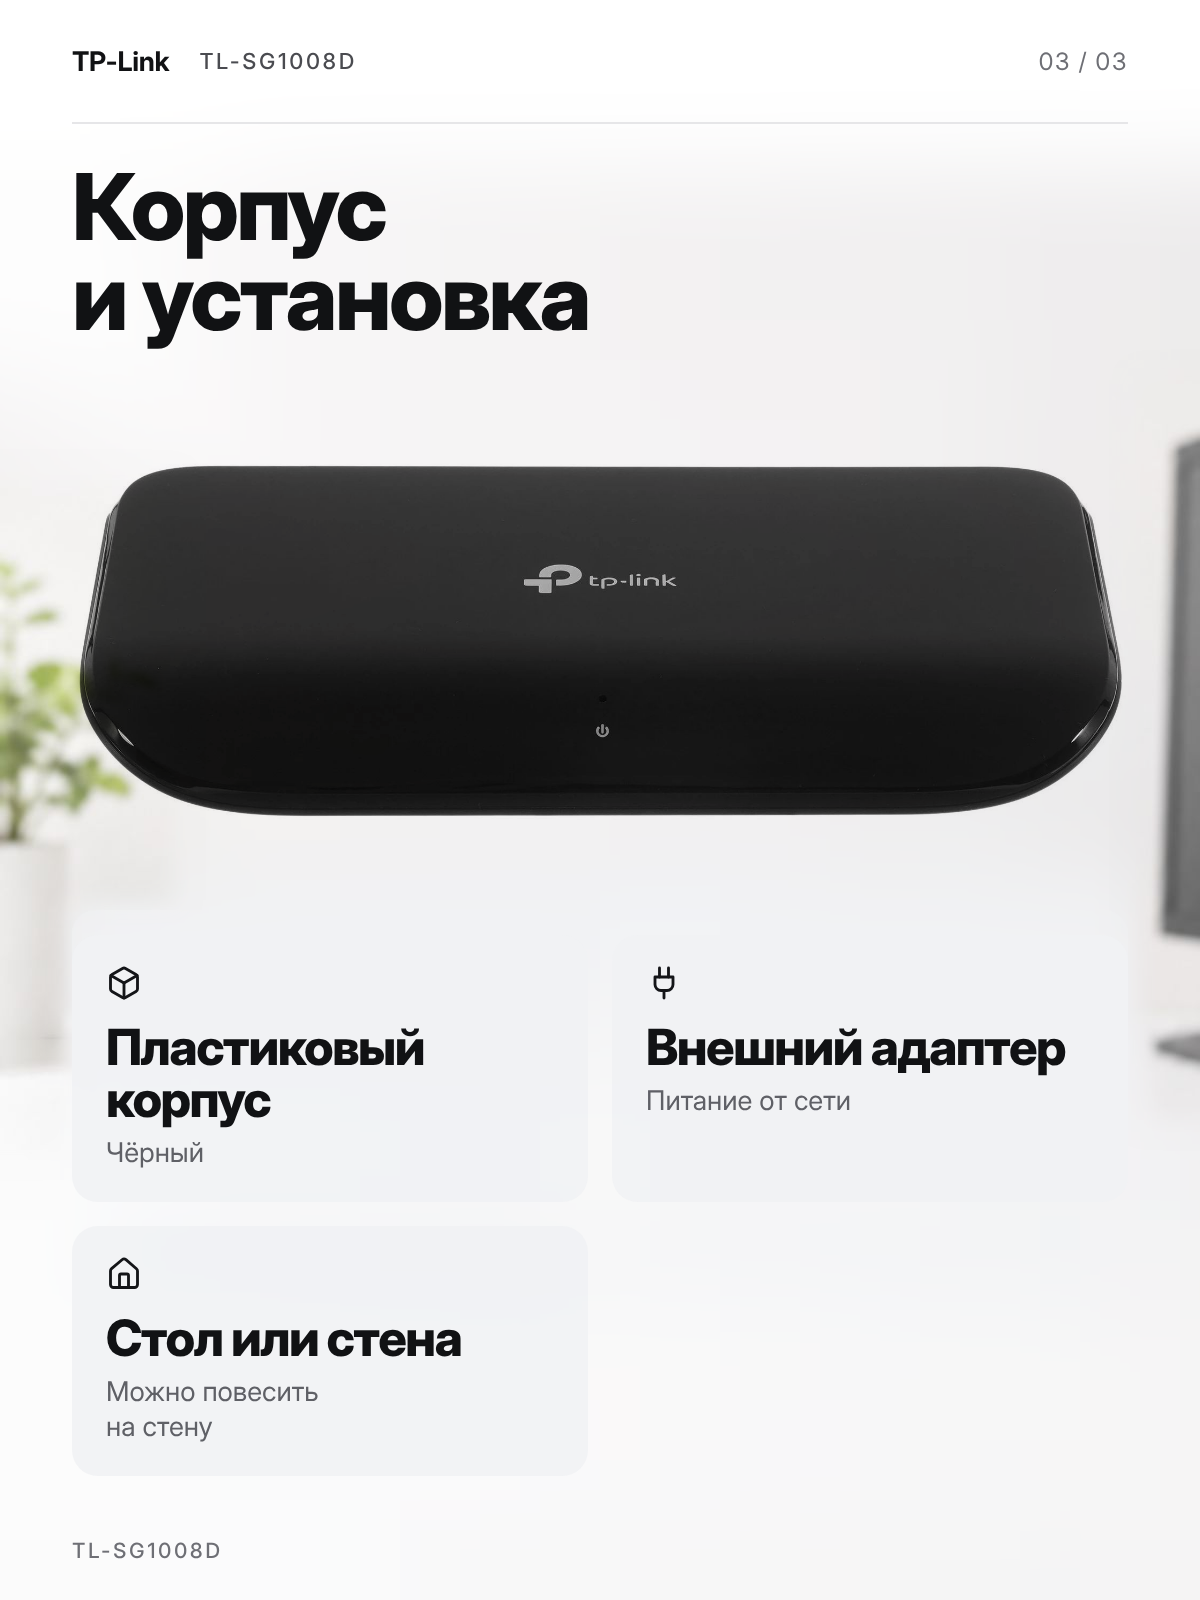 TP-Link TL-SG1008D 03 / 03
Корпус
и установка
tp-link
Пластиковый
корпус
Чёрный
Внешний адаптер
Питание от сети
Стол или стена
Можно повесить
на стену
TL-SG1008D